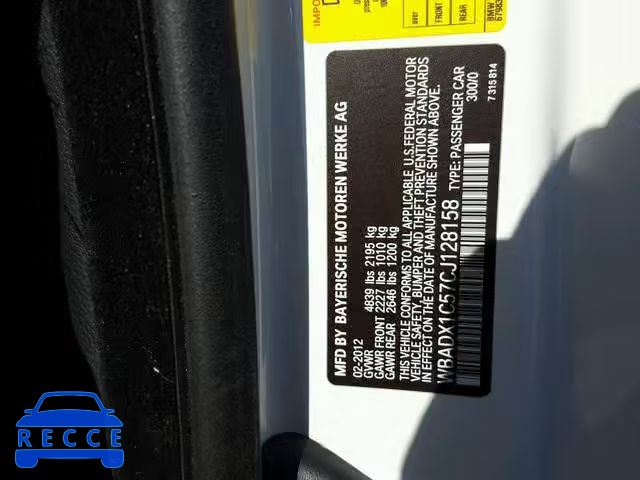 MFD BY BAYERISCHE MOTOREN WERKE AG
02-2012
GVWR 4839 lbs 2195 kg
GAWR FRONT 2227 lbs 1010 kg
GAWR REAR 2646 lbs 1200 kg
THIS VEHICLE CONFORMS TO ALL APPLICABLE U.S.FEDERAL MOTOR
VEHICLE SAFETY, BUMPER AND THEFT PREVENTION STANDARDS
IN EFFECT ON THE DATE OF MANUFACTURE SHOWN ABOVE.
WBADX1C57CJ128158 TYPE: PASSENGER CAR
300/0
7 315 814
over
FRONT
REAR
BMW
RECCE